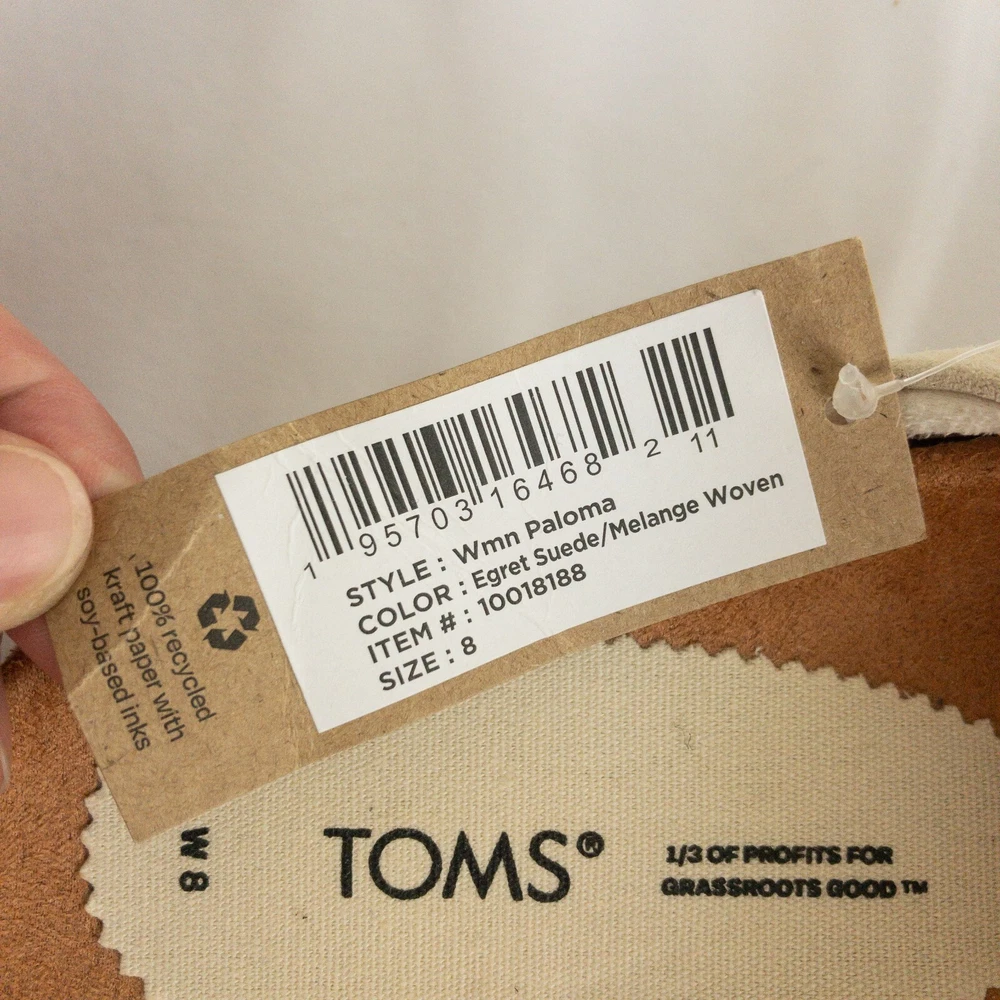 1 95703 16468 2 11
STYLE : Wmn Paloma
COLOR : Egret Suede/Melange Woven
ITEM # : 10018188
SIZE : 8
100% recycled
kraft paper with
soy-based inks
W 8
TOMS®
1/3 OF PROFITS FOR
GRASSROOTS GOOD ™